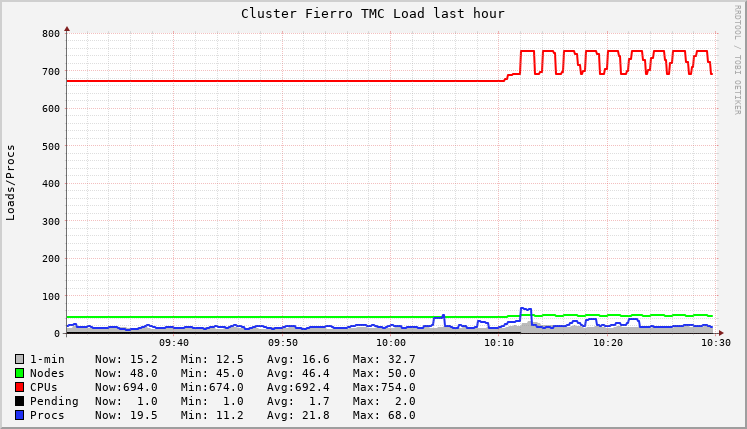 Cluster Fierro TMC Load last hour
RRDTOOL / TOBI OETIKER
Loads/Procs
800
700
600
500
400
300
200
100
0
09:40 09:50 10:00 10:10 10:20 10:30
1-min Now: 15.2 Min: 12.5 Avg: 16.6 Max: 32.7
Nodes Now: 48.0 Min: 45.0 Avg: 46.4 Max: 50.0
CPUs Now:694.0 Min:674.0 Avg:692.4 Max:754.0
Pending Now: 1.0 Min: 1.0 Avg: 1.7 Max: 2.0
Procs Now: 19.5 Min: 11.2 Avg: 21.8 Max: 68.0